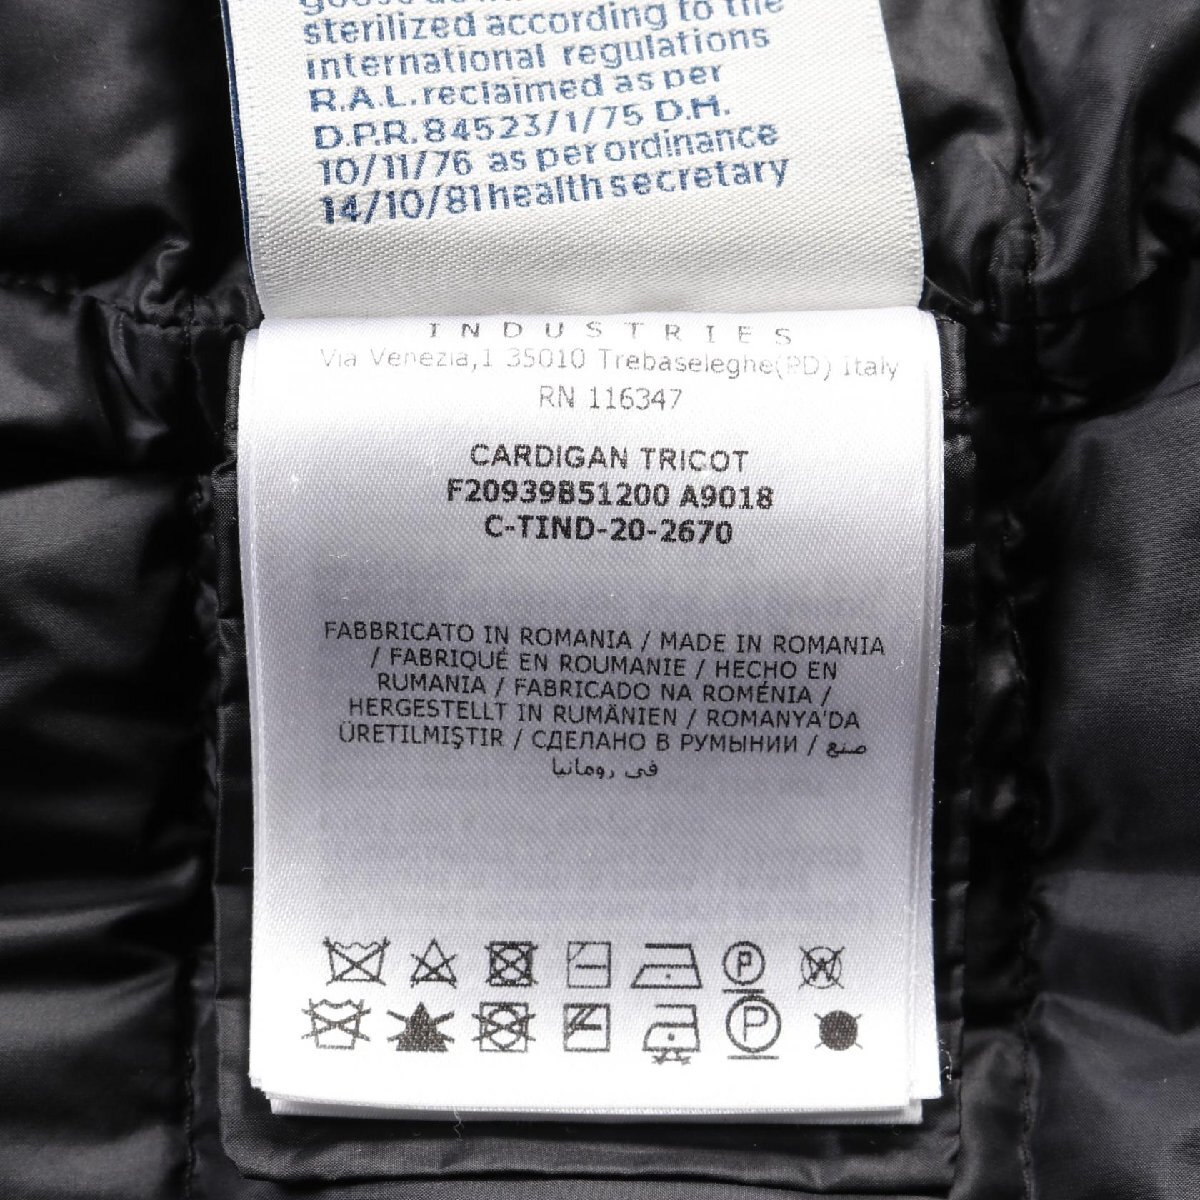 sterilized according to the
international regulations
R.A.L. reclaimed as per
D.P.R. 84523/1/75 D.M.
10/11/76 as per ordinance
14/10/81 health secretary
INDUSTRIES
Via Venezia,1 35010 Trebaseleghe(PD) Italy
RN 116347
CARDIGAN TRICOT
F20939B51200 A9018
C-TIND-20-2670
FABBRICATO IN ROMANIA / MADE IN ROMANIA
/ FABRIQUÉ EN ROUMANIE / HECHO EN
RUMANIA / FABRICADO NA ROMÉNIA /
HERGESTELLT IN RUMÄNIEN / ROMANYA'DA
ÜRETILMIŞTIR / СДЕЛАНО В РУМЫНИИ / صنع
في رومانيا
P W
P